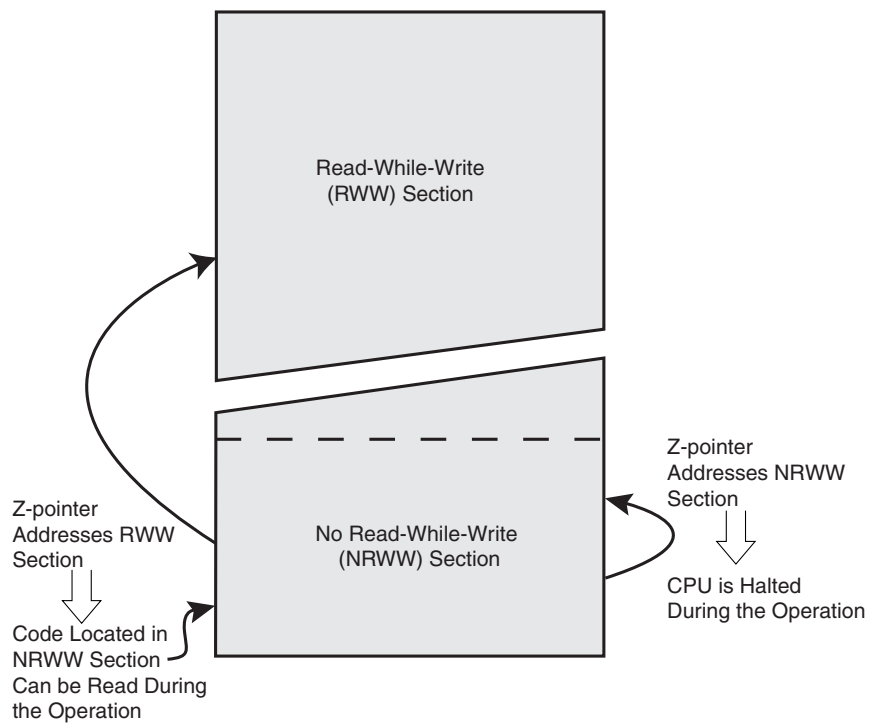 Read-While-Write
(RWW) Section
Z-pointer
Addresses NRWW
Section
Z-pointer
Addresses RWW
Section
No Read-While-Write
(NRWW) Section
CPU is Halted
During the Operation
Code Located in
NRWW Section
Can be Read During
the Operation